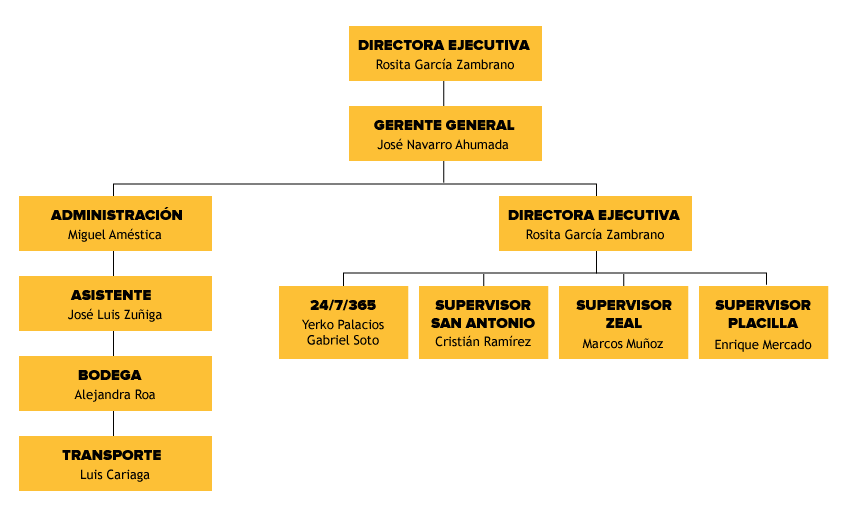 DIRECTORA EJECUTIVA
Rosita García Zambrano
GERENTE GENERAL
José Navarro Ahumada
ADMINISTRACIÓN
Miguel Améstica
DIRECTORA EJECUTIVA
Rosita García Zambrano
ASISTENTE
José Luis Zuñiga
BODEGA
Alejandra Roa
TRANSPORTE
Luis Cariaga
24/7/365
Yerko Palacios
Gabriel Soto
SUPERVISOR
SAN ANTONIO
Cristián Ramírez
SUPERVISOR
ZEAL
Marcos Muñoz
SUPERVISOR
PLACILLA
Enrique Mercado